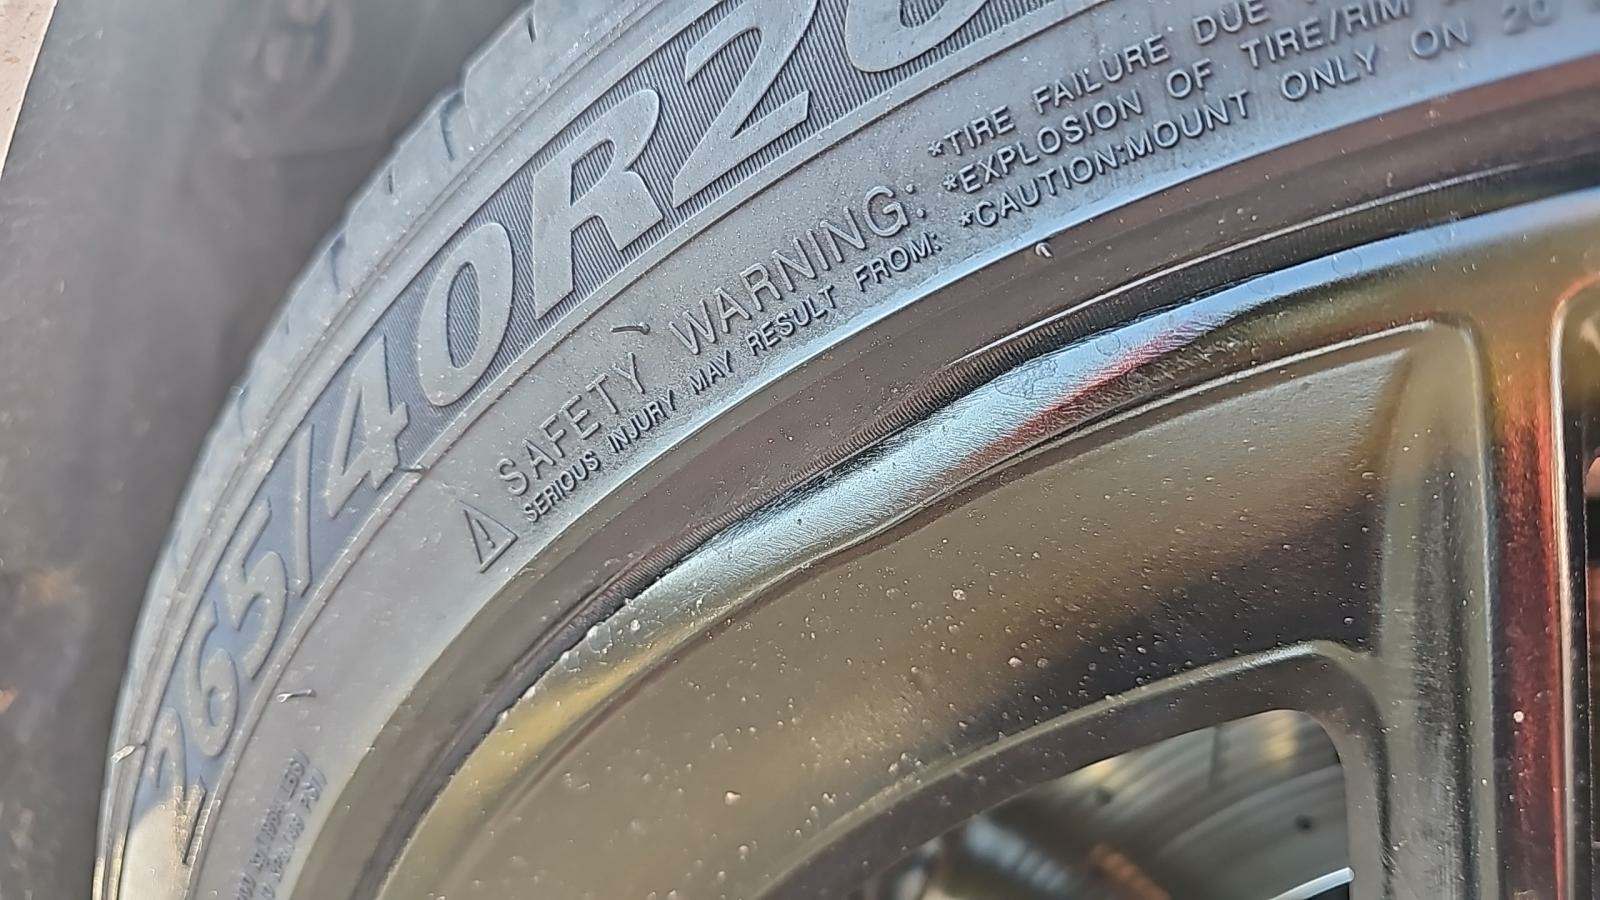 265/40R20
SAFETY WARNING:
SERIOUS INJURY MAY RESULT FROM:
*TIRE FAILURE DUE
*EXPLOSION OF TIRE/RIM
*CAUTION:MOUNT ONLY ON 20